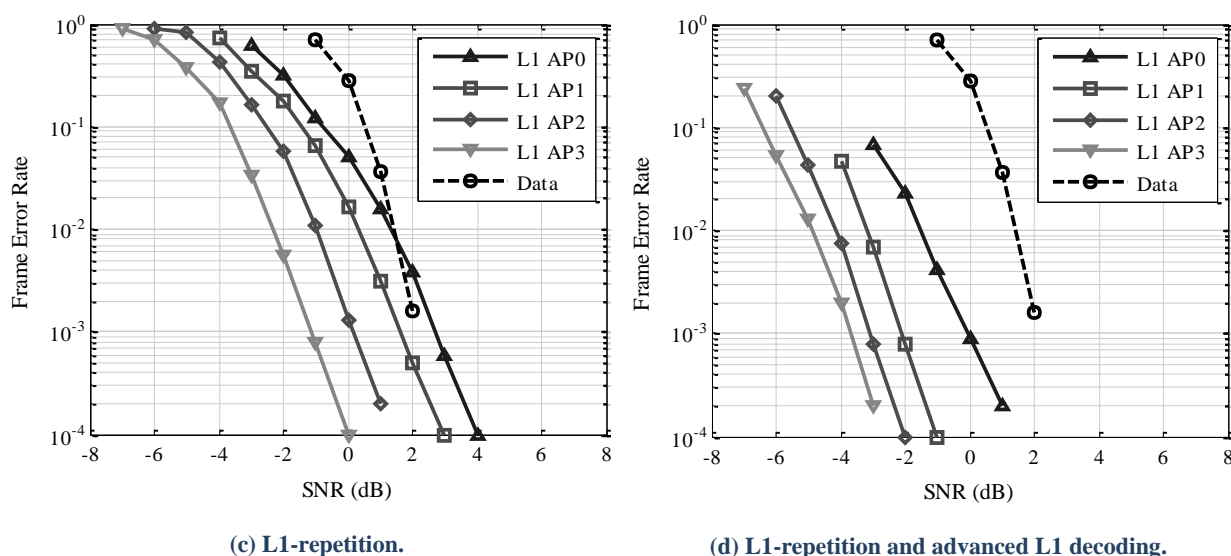 10^0
10^-1
10^-2
10^-3
10^-4
Frame Error Rate
-8 -6 -4 -2 0 2 4 6 8
SNR (dB)
L1 AP0
L1 AP1
L1 AP2
L1 AP3
Data
(c) L1-repetition.
10^0
10^-1
10^-2
10^-3
10^-4
Frame Error Rate
-8 -6 -4 -2 0 2 4 6 8
SNR (dB)
L1 AP0
L1 AP1
L1 AP2
L1 AP3
Data
(d) L1-repetition and advanced L1 decoding.